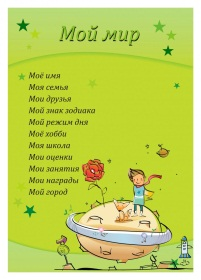 Мой мир
Моё имя
Моя семья
Мои друзья
Мой знак зодиака
Мой режим дня
Моё хобби
Моя школа
Мои оценки
Мои занятия
Мои награды
Мой город